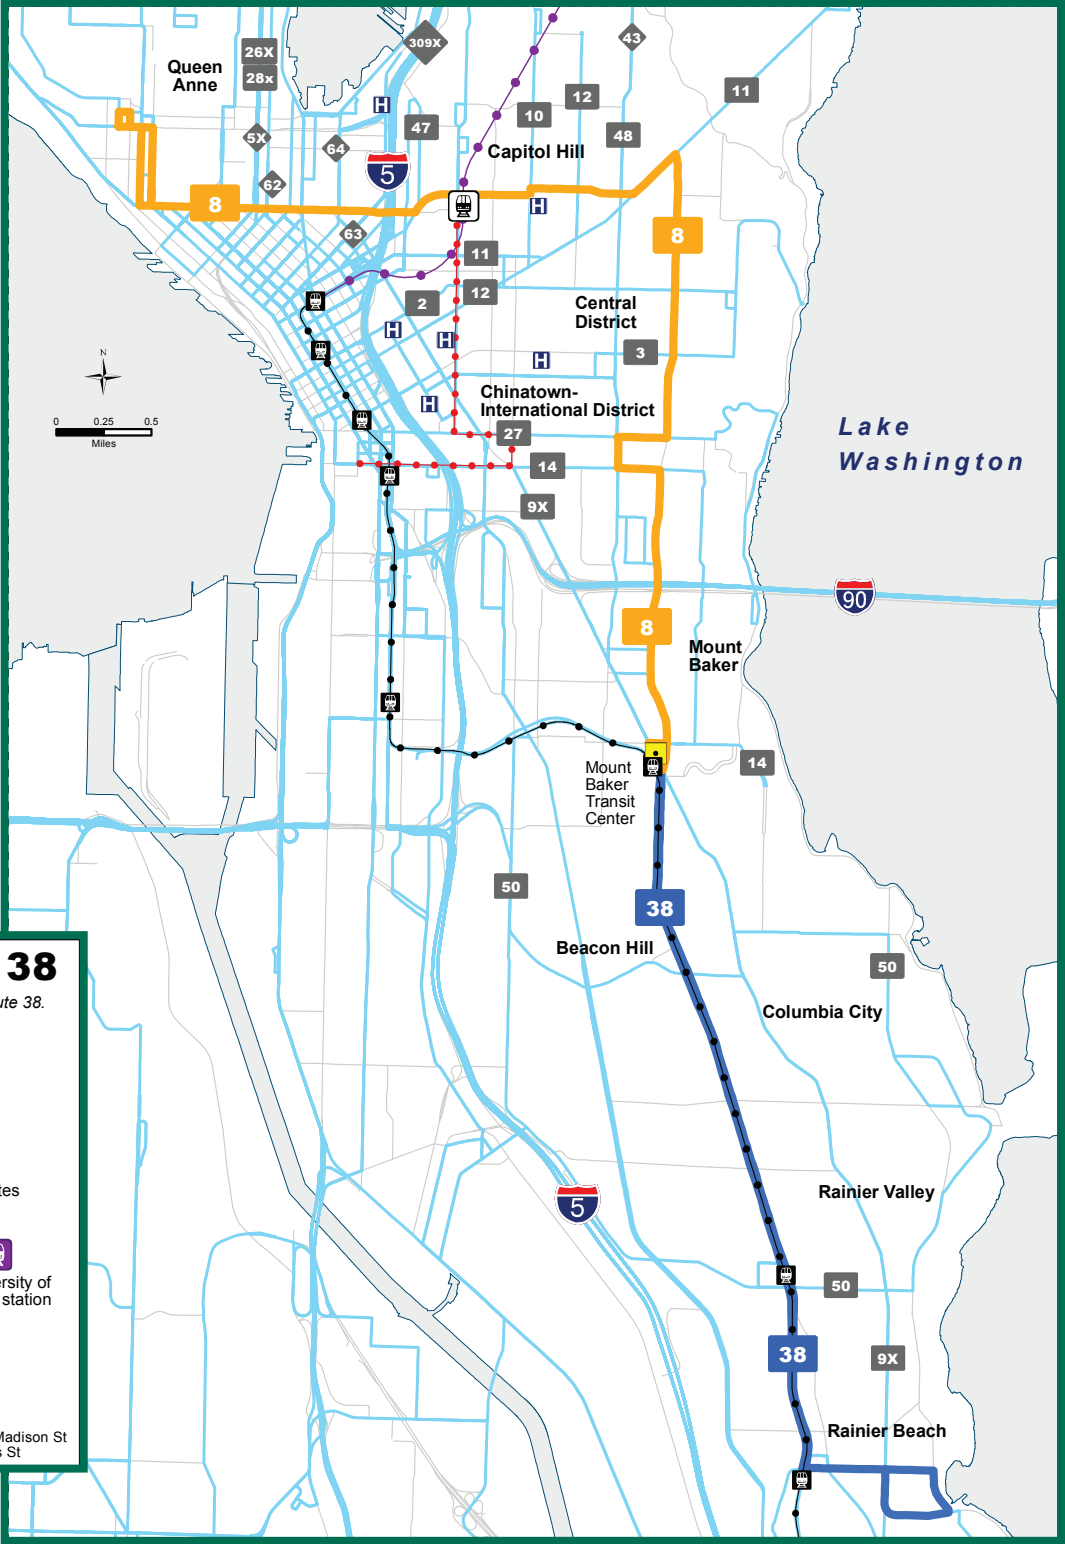 26X
28x
Queen
Anne
309X
43
11
12
10
47
48
5X
64
5
Capitol Hill
62
8
63
8
11
12
2
Central
District
3
N
0 0.25 0.5
Miles
Chinatown-
International District
27
14
9X
Lake
Washington
90
8
Mount
Baker
Mount
Baker
Transit
Center
14
50
38
Beacon Hill
50
Columbia City
38
ute 38.
Rainier Valley
tes
5
ersity of
station
50
38
9X
Rainier Beach
Madison St
s St
H
H
H
H
H
H